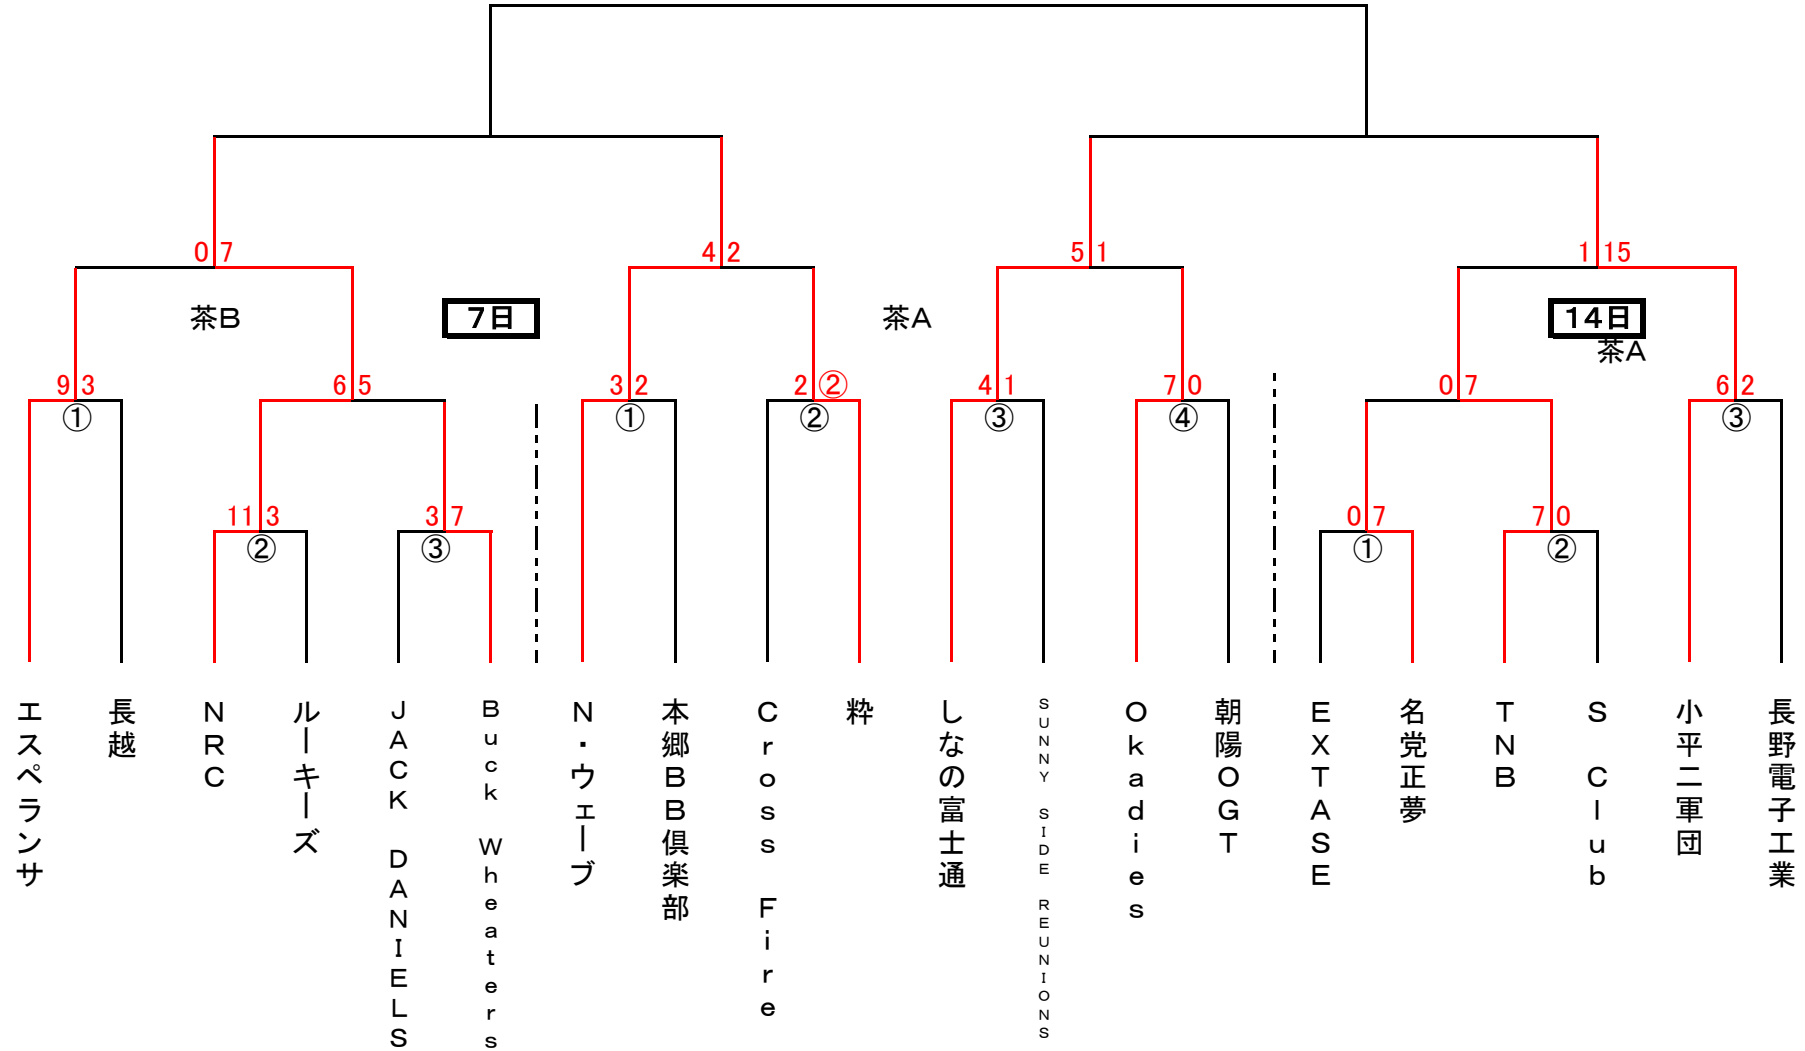 0 7
4 2
5 1
1 15
茶B
7日
茶A
14日
茶A
9 3
6 5
3 2
2 ②
4 1
7 0
0 7
6 2
①
①
②
③
④
③
11 3
3 7
0 7
7 0
②
③
①
②
エスペランサ
長越
NRC
ルーキーズ
JACK DANIELS
Buck Wheaters
N・ウェーブ
本郷BB倶楽部
Cross Fire
粋
しなの富士通
SUNNY SIDE REUNIONS
Okadies
朝陽OGT
EXTASE
名党正夢
TNB
S Club
小平二軍団
長野電子工業